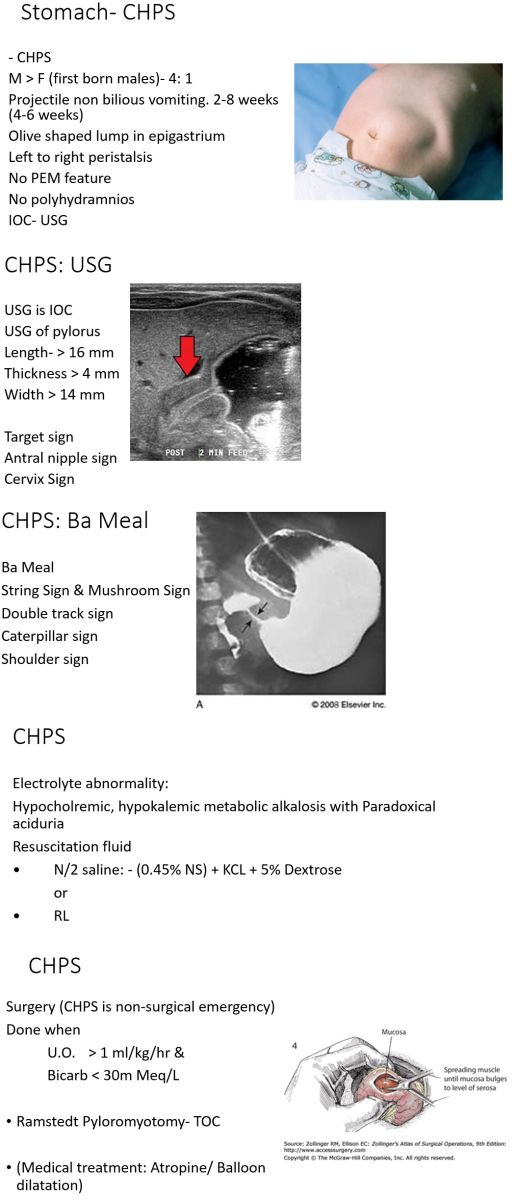 Stomach- CHPS
- CHPS
M > F (first born males)- 4: 1
Projectile non bilious vomiting. 2-8 weeks
(4-6 weeks)
Olive shaped lump in epigastrium
Left to right peristalsis
No PEM feature
No polyhydramnios
IOC- USG
CHPS: USG
USG is IOC
USG of pylorus
Length- > 16 mm
Thickness > 4 mm
Width > 14 mm
Target sign
Antral nipple sign
Cervix Sign
POST 2 MIN FEED
CHPS: Ba Meal
Ba Meal
String Sign & Mushroom Sign
Double track sign
Caterpillar sign
Shoulder sign
A © 2008 Elsevier Inc.
CHPS
Electrolyte abnormality:
Hypocholremic, hypokalemic metabolic alkalosis with Paradoxical
aciduria
Resuscitation fluid
• N/2 saline: - (0.45% NS) + KCL + 5% Dextrose
or
• RL
CHPS
Surgery (CHPS is non-surgical emergency)
Done when
U.O. > 1 ml/kg/hr &
Bicarb < 30m Meq/L
• Ramstedt Pyloromyotomy- TOC
• (Medical treatment: Atropine/ Balloon
dilatation)
4
Mucosa
Spreading muscle
until mucosa bulges
to level of serosa
Source: Zollinger RM, Ellison EC: Zollinger's Atlas of Surgical Operations, 9th Edition:
http://www.accesssurgery.com
Copyright © The McGraw-Hill Companies, Inc. All rights reserved.